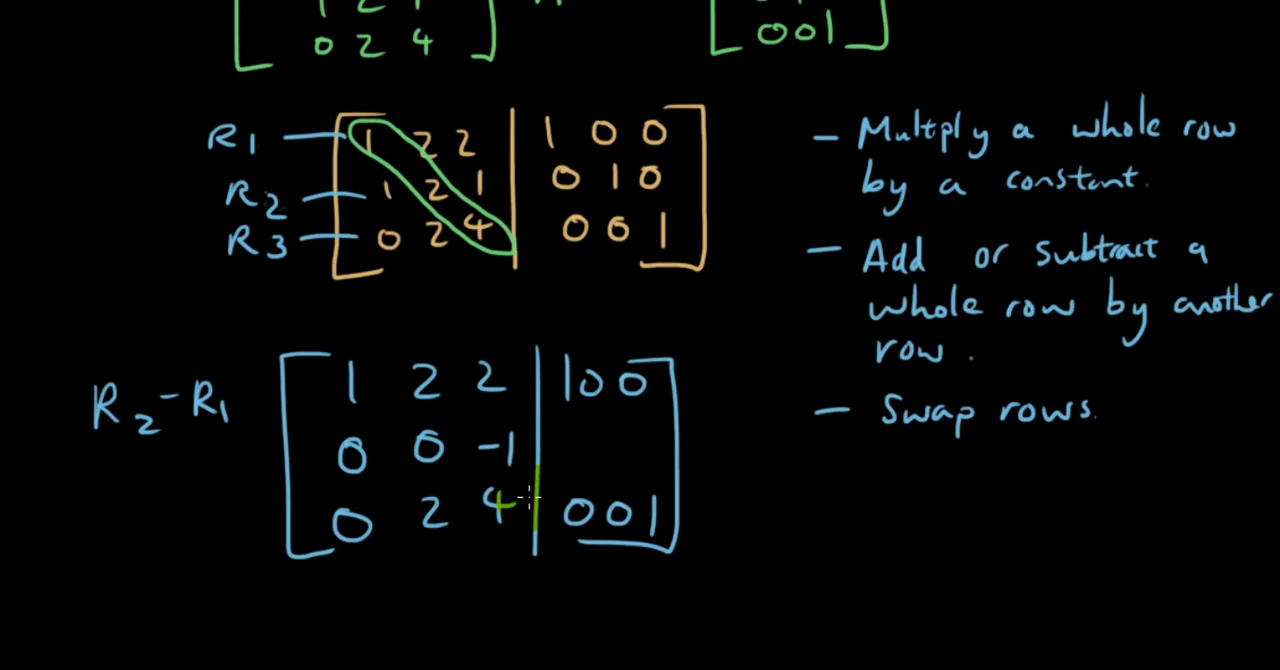 1 2 1
0 2 4 0 0 1
R1 1 2 2 1 0 0
R2 1 2 1 0 1 0
R3 0 2 4 0 0 1
- Multply a whole row
by a constant.
- Add or subtract a
whole row by another
row.
- Swap rows.
R2-R1
1 2 2 1 0 0
0 0 -1
0 2 4 0 0 1